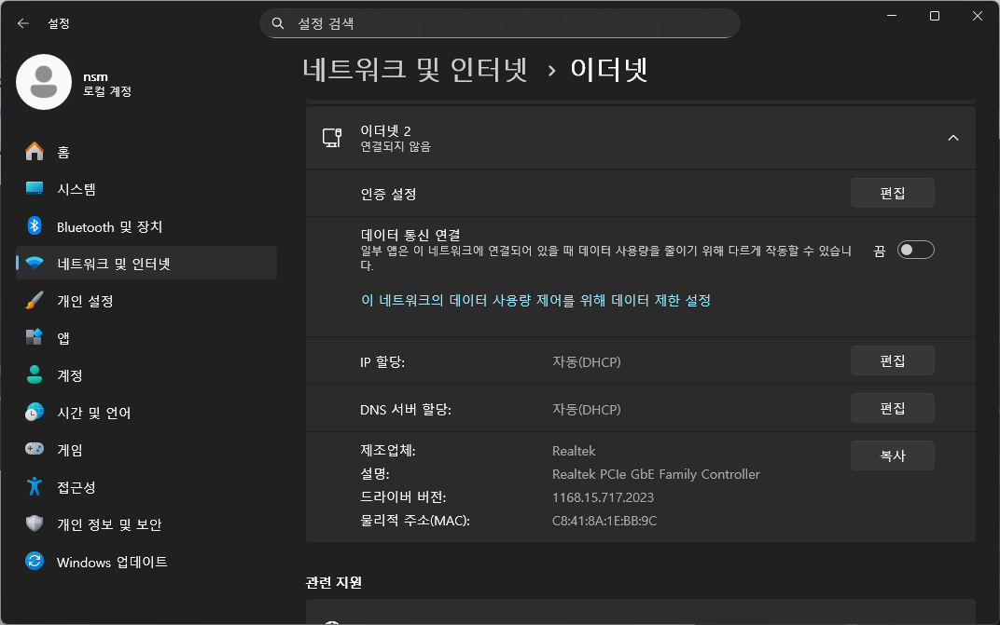 설정
설정 검색
nsm
로컬 계정
홈
시스템
Bluetooth 및 장치
네트워크 및 인터넷
개인 설정
앱
계정
시간 및 언어
게임
접근성
개인 정보 및 보안
Windows 업데이트
네트워크 및 인터넷 › 이더넷
이더넷 2
연결되지 않음
인증 설정 편집
데이터 통신 연결
일부 앱은 이 네트워크에 연결되어 있을 때 데이터 사용량을 줄이기 위해 다르게 작동할 수 있습니
다.
끔
이 네트워크의 데이터 사용량 제어를 위해 데이터 제한 설정
IP 할당: 자동(DHCP) 편집
DNS 서버 할당: 자동(DHCP) 편집
제조업체: Realtek 복사
설명: Realtek PCIe GbE Family Controller
드라이버 버전: 1168.15.717.2023
물리적 주소(MAC): C8:41:8A:1E:BB:9C
관련 지원